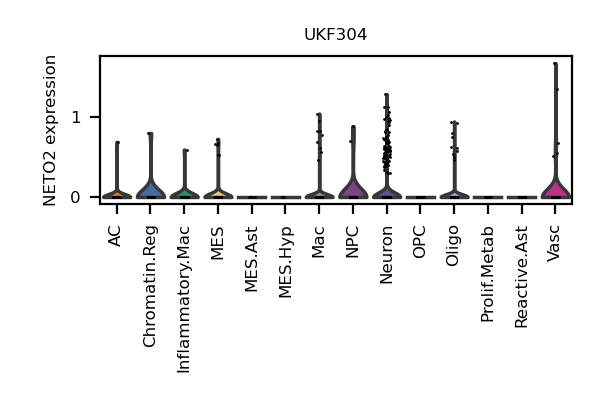 UKF304
NETO2 expression
1
0
AC
Chromatin.Reg
Inflammatory.Mac
MES
MES.Ast
MES.Hyp
Mac
NPC
Neuron
OPC
Oligo
Prolif.Metab
Reactive.Ast
Vasc